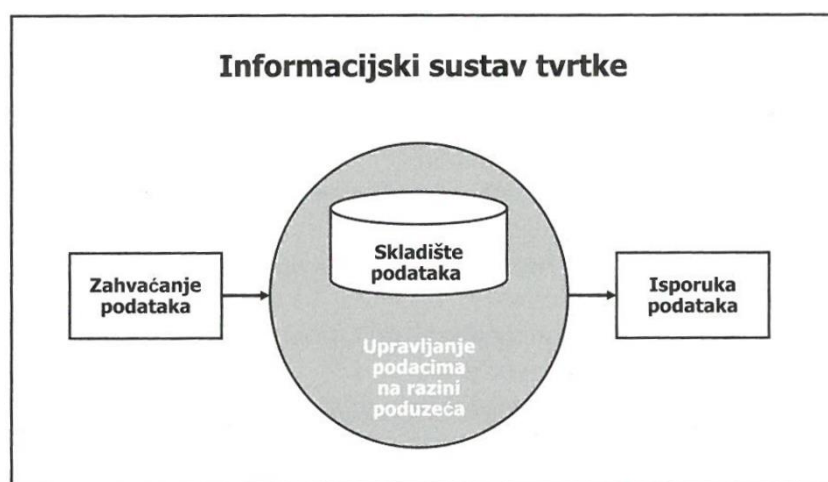 Informacijski sustav tvrtke
Zahvaćanje
podataka
Skladište
podataka
Upravljanje
podacima
na razini
poduzeća
Isporuka
podataka